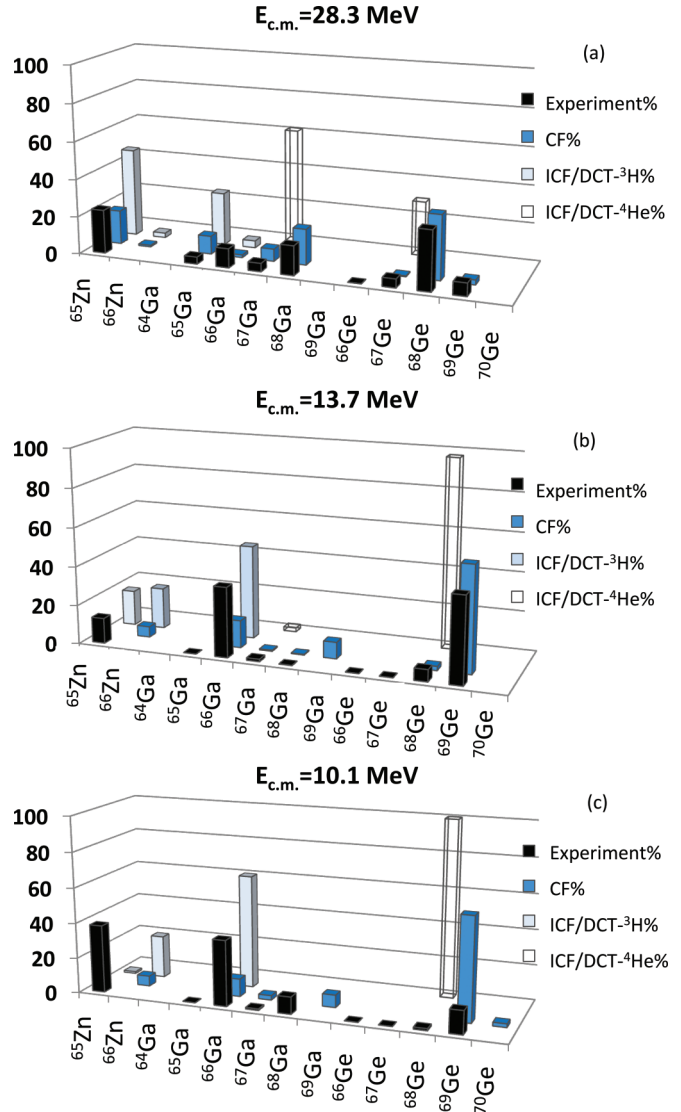 E_c.m.=28.3 MeV
(a)
100
80
60
40
20
0
Experiment%
CF%
ICF/DCT-³H%
ICF/DCT-⁴He%
⁶⁵Zn
⁶⁶Zn
⁶⁴Ga
⁶⁵Ga
⁶⁶Ga
⁶⁷Ga
⁶⁸Ga
⁶⁹Ga
⁶⁶Ge
⁶⁷Ge
⁶⁸Ge
⁶⁹Ge
⁷⁰Ge
E_c.m.=13.7 MeV
(b)
100
80
60
40
20
0
Experiment%
CF%
ICF/DCT-³H%
ICF/DCT-⁴He%
⁶⁵Zn
⁶⁶Zn
⁶⁴Ga
⁶⁵Ga
⁶⁶Ga
⁶⁷Ga
⁶⁸Ga
⁶⁹Ga
⁶⁶Ge
⁶⁷Ge
⁶⁸Ge
⁶⁹Ge
⁷⁰Ge
E_c.m.=10.1 MeV
(c)
100
80
60
40
20
0
Experiment%
CF%
ICF/DCT-³H%
ICF/DCT-⁴He%
⁶⁵Zn
⁶⁶Zn
⁶⁴Ga
⁶⁵Ga
⁶⁶Ga
⁶⁷Ga
⁶⁸Ga
⁶⁹Ga
⁶⁶Ge
⁶⁷Ge
⁶⁸Ge
⁶⁹Ge
⁷⁰Ge